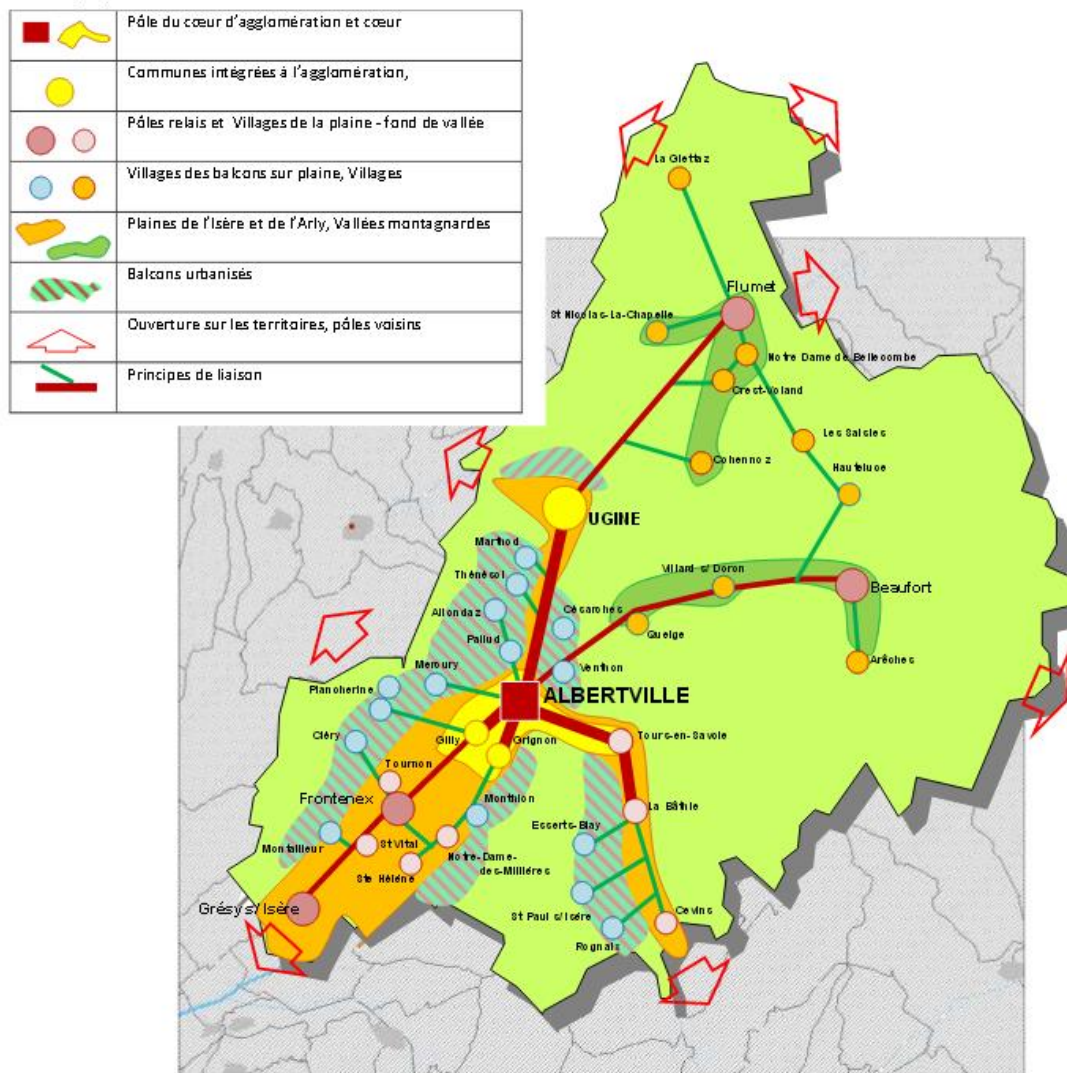 Pôle du cœur d'agglomération et cœur
Communes intégrées à l'agglomération,
Pôles relais et Villages de la plaine - fond de vallée
Villages des balcons sur plaine, Villages
Plaines de l'Isère et de l'Arly, Vallées montagnardes
Balcons urbanisés
Ouverture sur les territoires, pôles voisins
Principes de liaison
La Giettaz
Flumet
St Nicolas-La-Chapelle
Notre Dame de Bellecombe
Crest-Voland
Les Saisies
Cohennoz
Hauteluce
UGINE
Marthod
Thénésol
Villard s/ Doron
Beaufort
Allondaz
Césarches
Queige
Pallud
Arêches
Venthon
Mercury
Plancherine
ALBERTVILLE
Cléry
Gilly
Grignon
Tours-en-Savoie
Tournon
Frontenex
Monthion
La Bâthie
Esserts-Blay
Montailleur
St Vital
Ste Hélène
Notre-Dame-
des-Millières
Grésy s/ Isère
St Paul s/Isère
Cevins
Rognaix